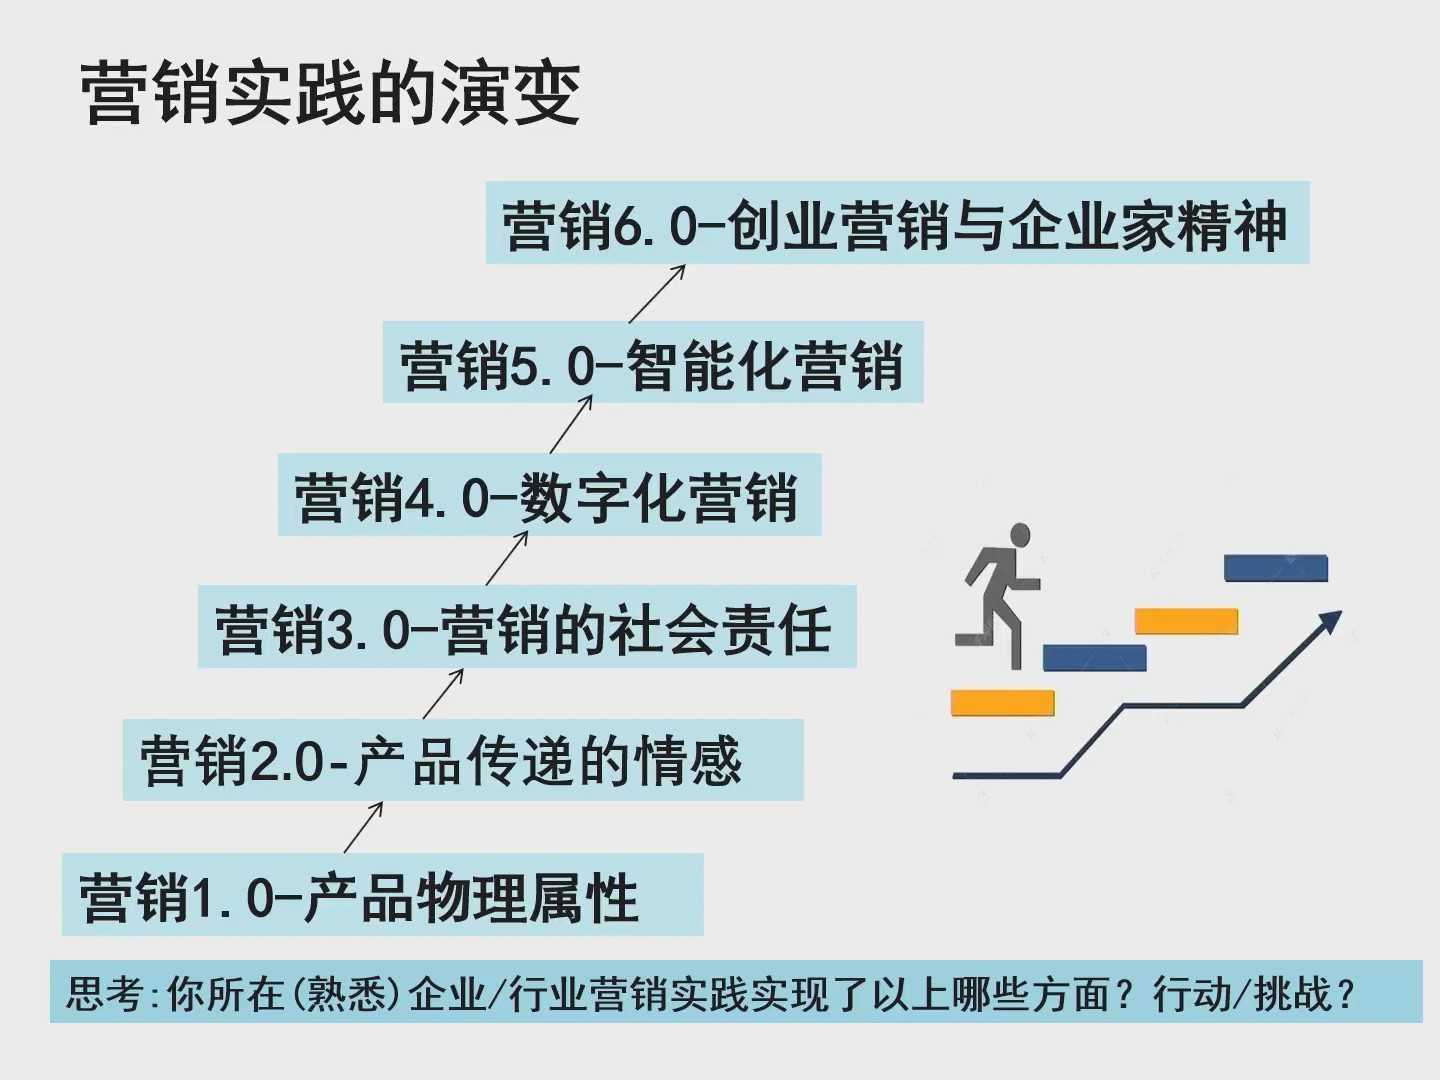 营销实践的演变
营销6.0-创业营销与企业家精神
营销5.0-智能化营销
营销4.0-数字化营销
营销3.0-营销的社会责任
营销2.0-产品传递的情感
营销1.0-产品物理属性
思考:你所在(熟悉)企业/行业营销实践实现了以上哪些方面？行动/挑战？